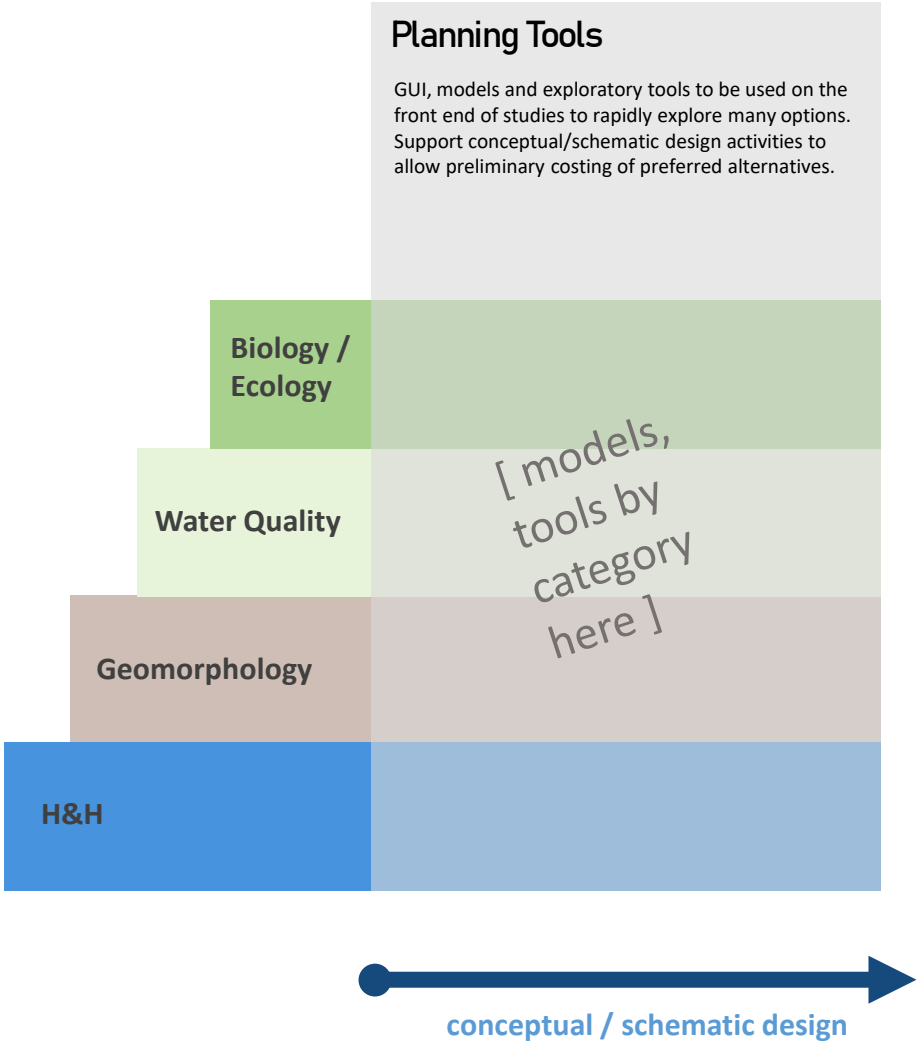 Planning Tools
GUI, models and exploratory tools to be used on the
front end of studies to rapidly explore many options.
Support conceptual/schematic design activities to
allow preliminary costing of preferred alternatives.
Biology /
Ecology
[ models,
tools by
category
here ]
Water Quality
Geomorphology
H&H
conceptual / schematic design